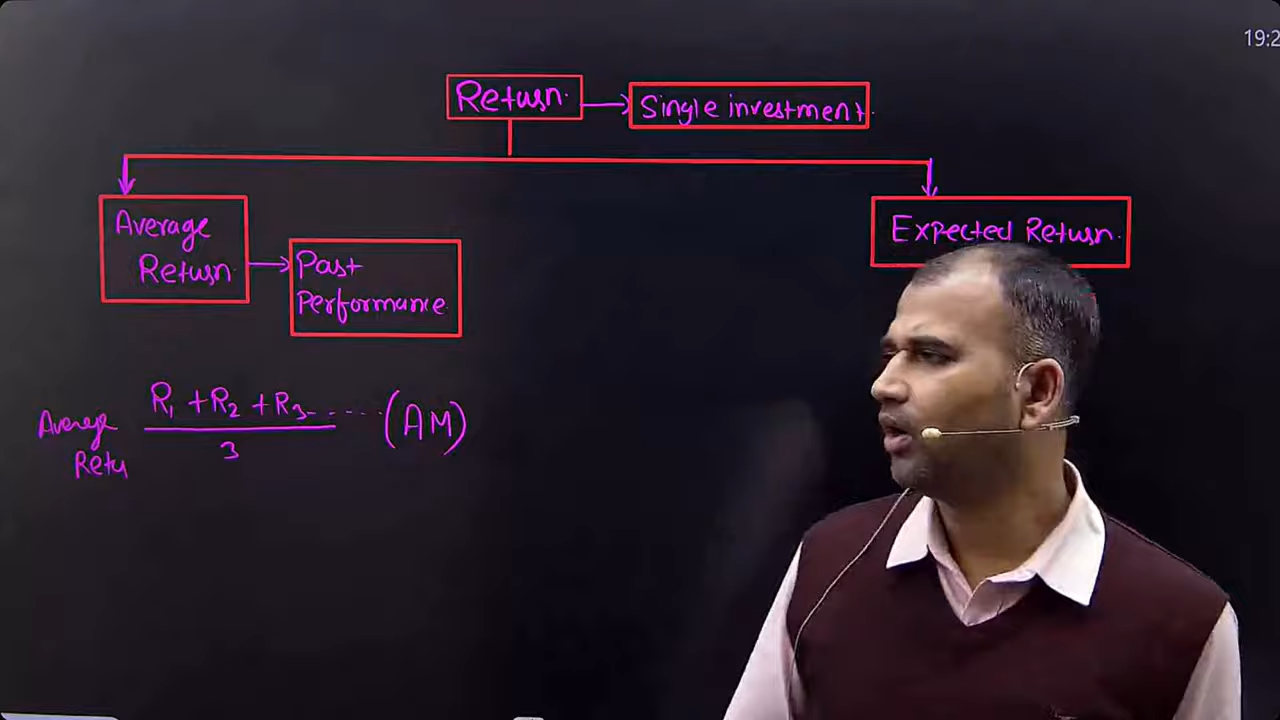 19:2
Return. → Single investment.
Average
Return.
Past
Performance
Expected Return.
Average
Retu
R₁ + R₂ + R₃ - - - - (AM)
3